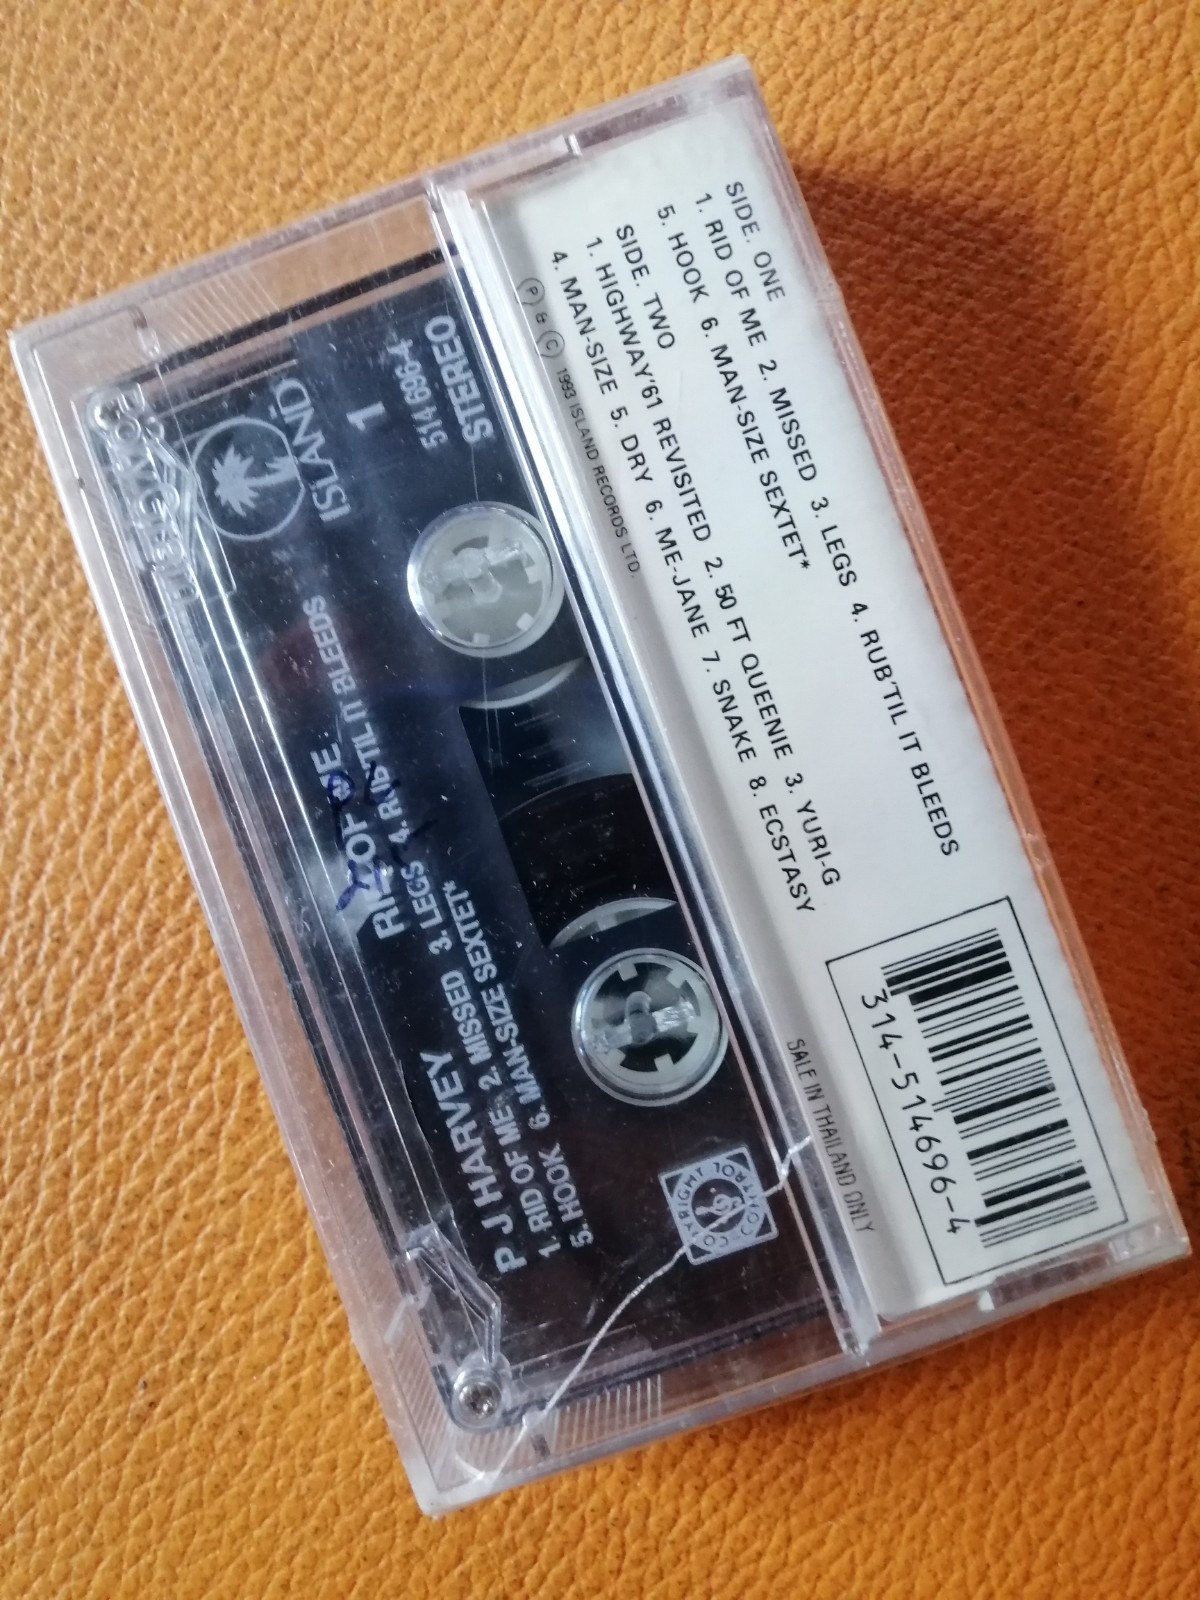 SIDE. ONE
1. RID OF ME 2. MISSED 3. LEGS 4. RUB'TIL IT BLEEDS
5. HOOK 6. MAN-SIZE SEXTET*
SIDE. TWO
1. HIGHWAY'61 REVISITED 2. 50 FT QUEENIE 3. YURI-G
4. MAN-SIZE 5. DRY 6. ME-JANE 7. SNAKE 8. ECSTASY
Ⓟ & © 1993 ISLAND RECORDS LTD.
314-514696-4
SALE IN THAILAND ONLY
ISLAND
1
514 696-4
STEREO
P J HARVEY RID OF ME
1. RID OF ME 2. MISSED 3. LEGS 4. RUB'TIL IT BLEEDS
5. HOOK 6. MAN-SIZE SEXTET*
COPYRIGHT CONTROL